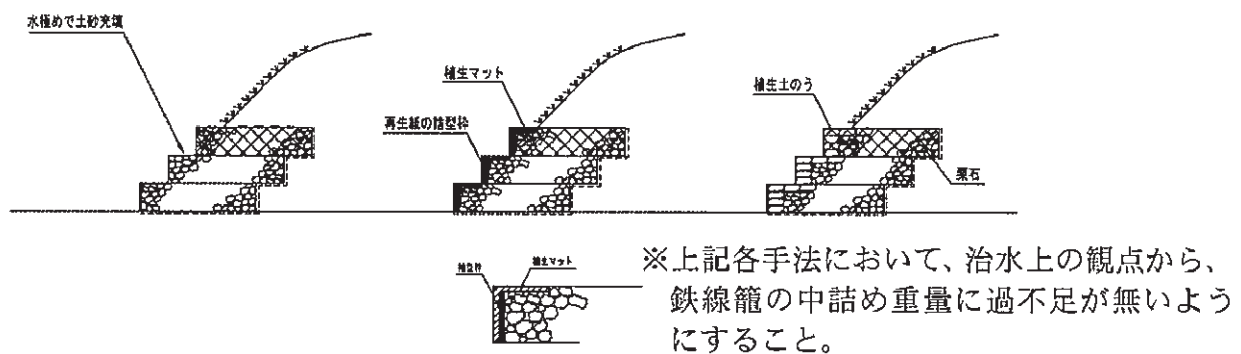 水極めで土砂充填
植生マット
再生紙の箱型枠
植生土のう
栗石
箱型枠
植生マット
※上記各手法において、治水上の観点から、
鉄線籠の中詰め重量に過不足が無いよう
にすること。